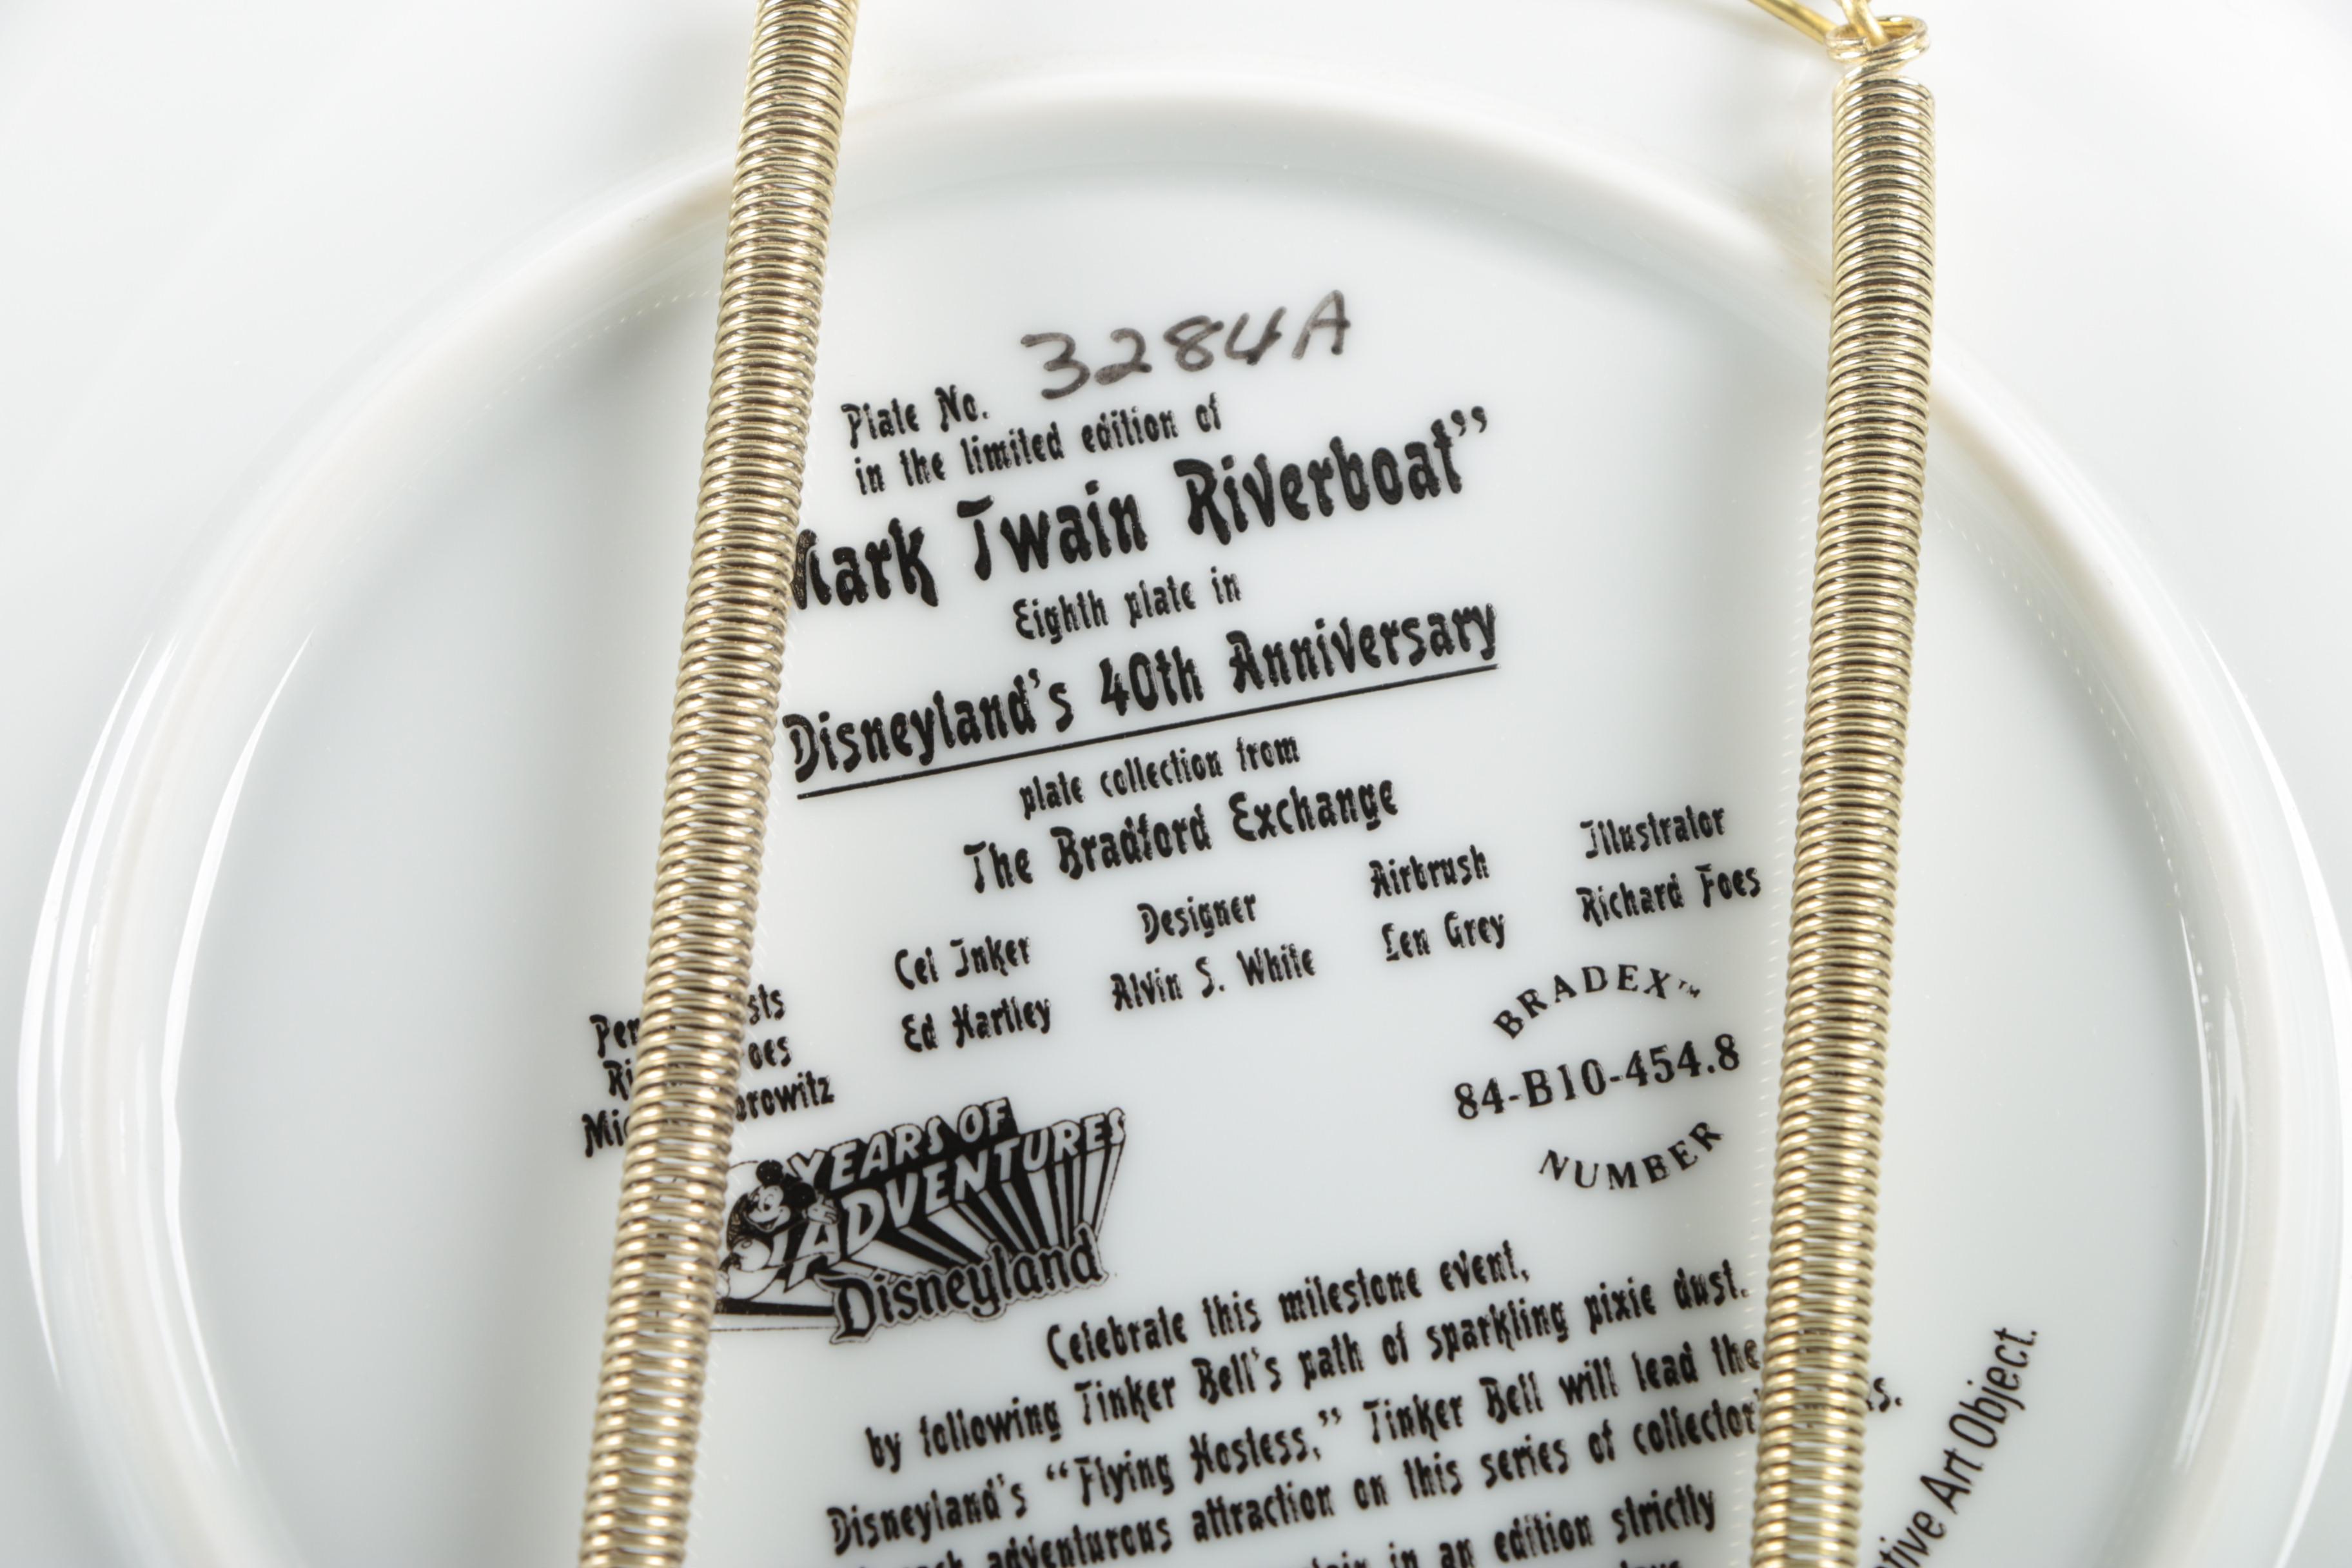 3284A
Plate No.
in the limited edition of
Mark Twain Riverboat”
Eighth plate in
Disneyland's 40th Anniversary
plate collection from
The Bradford Exchange
Cel Inker Designer Airbrush Illustrator
Ed Hartley Alvin S. White Len Grey Richard Foes
BRADEX™
84-B10-454.8
NUMBER
YEARS OF
ADVENTURES
Disneyland
Celebrate this milestone event,
by following Tinker Bell's path of sparkling pixie dust.
Disneyland's “Flying Hostess,” Tinker Bell will lead the
adventurous attraction on this series of collector
in an edition strictly
Art Object.